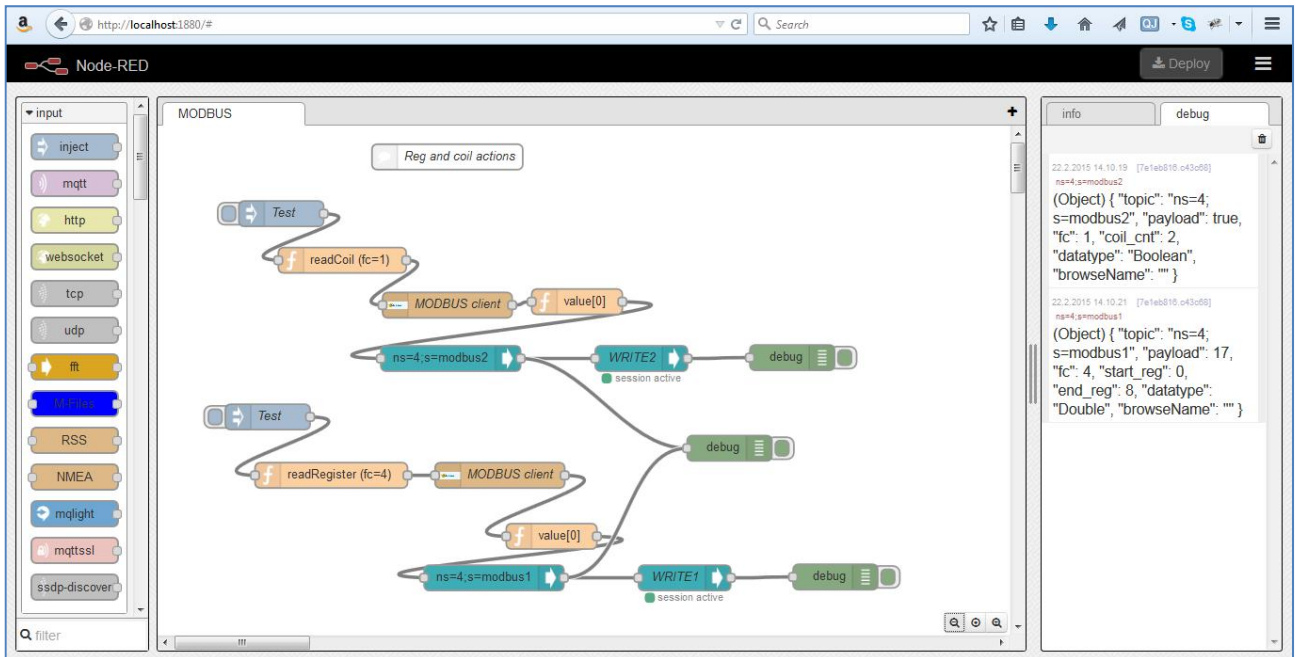 http://localhost:1880/#
Search
Node-RED
Deploy
input
inject
mqtt
http
websocket
tcp
udp
fft
M-Files
RSS
NMEA
mqlight
mqttssl
ssdp-discover
filter
MODBUS
Reg and coil actions
Test
readCoil (fc=1)
MODBUS client
value[0]
ns=4;s=modbus2
WRITE2
debug
session active
Test
debug
readRegister (fc=4)
MODBUS client
value[0]
ns=4;s=modbus1
WRITE1
debug
session active
info
debug
22.2.2015 14.10.19 [7e1eb816.c43c68]
ns=4;s=modbus2
(Object) { "topic": "ns=4;
s=modbus2", "payload": true,
"fc": 1, "coil_cnt": 2,
"datatype": "Boolean",
"browseName": "" }
22.2.2015 14.10.21 [7e1eb816.c43c68]
ns=4;s=modbus1
(Object) { "topic": "ns=4;
s=modbus1", "payload": 17,
"fc": 4, "start_reg": 0,
"end_reg": 8, "datatype":
"Double", "browseName": "" }